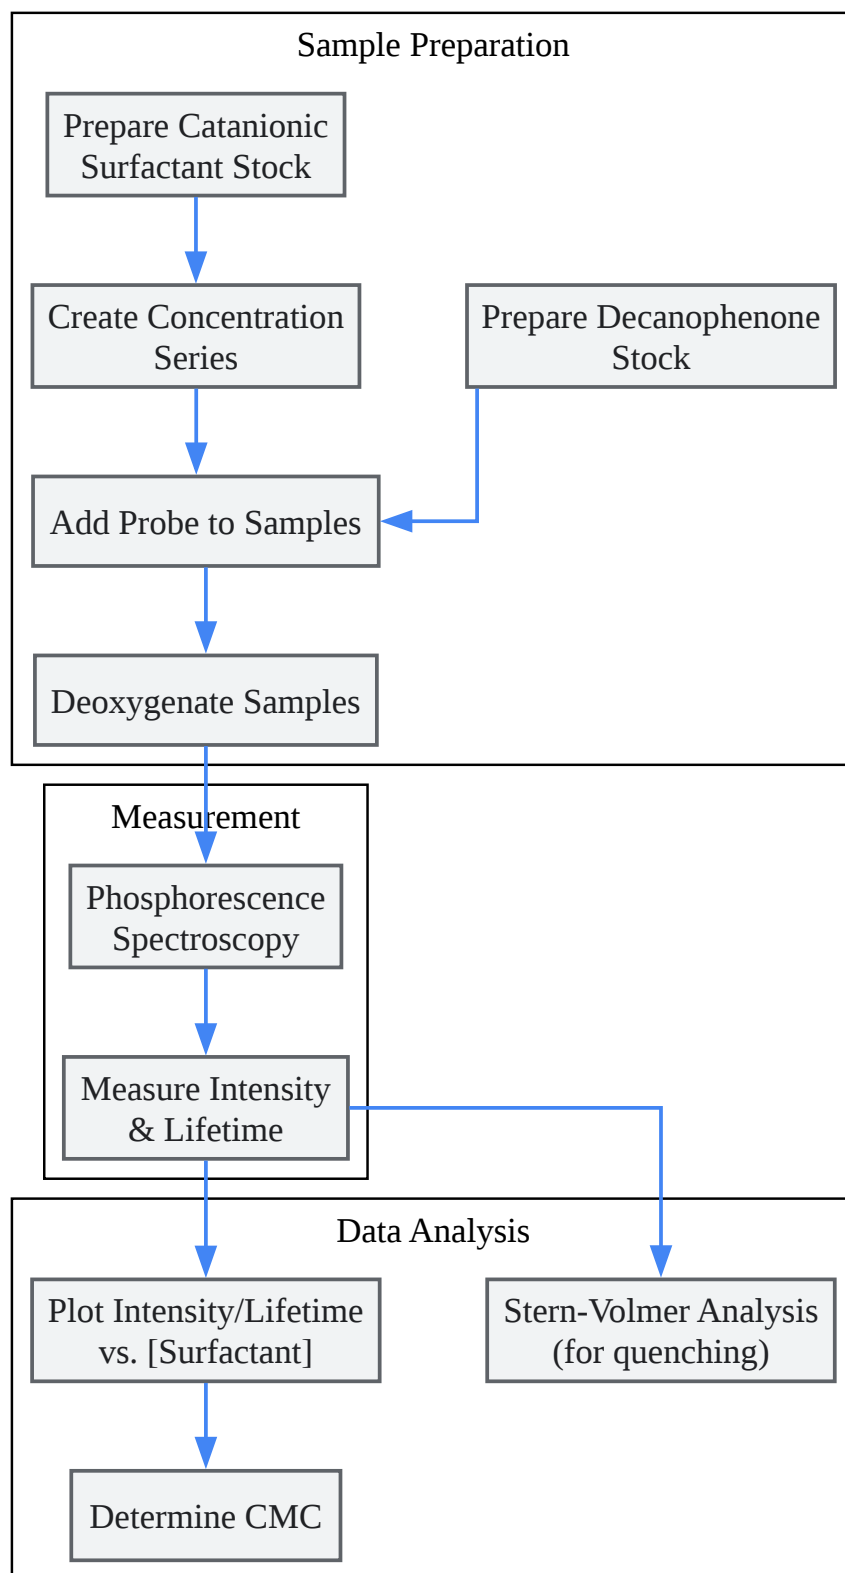 Sample Preparation
Prepare Catanionic
Surfactant Stock
Create Concentration
Series
Prepare Decanophenone
Stock
Add Probe to Samples
Deoxygenate Samples
Measurement
Phosphorescence
Spectroscopy
Measure Intensity
& Lifetime
Data Analysis
Plot Intensity/Lifetime
vs. [Surfactant]
Stern-Volmer Analysis
(for quenching)
Determine CMC